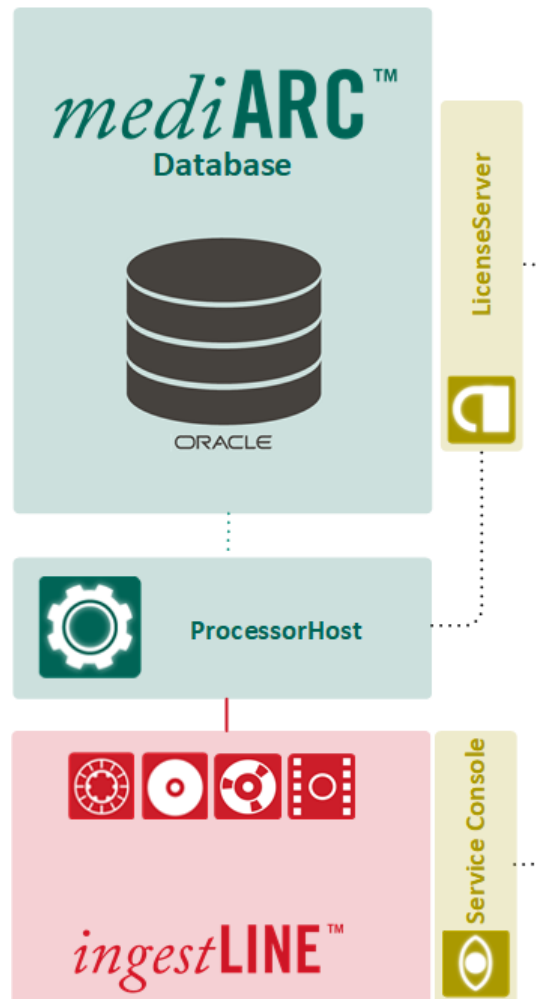 mediARC™
Database
ORACLE
LicenseServer
ProcessorHost
Service Console
ingestLINE™